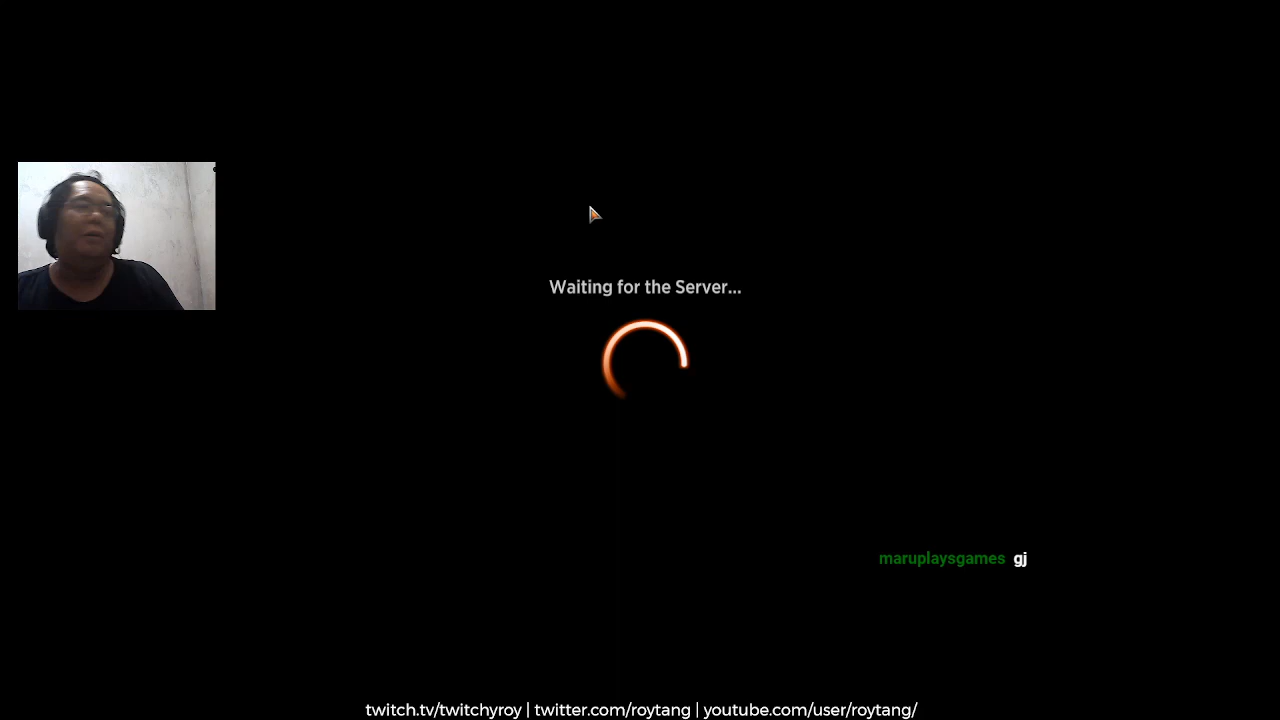 Waiting for the Server...
maruplaysgames gj
twitch.tv/twitchyroy | twitter.com/roytang | youtube.com/user/roytang/